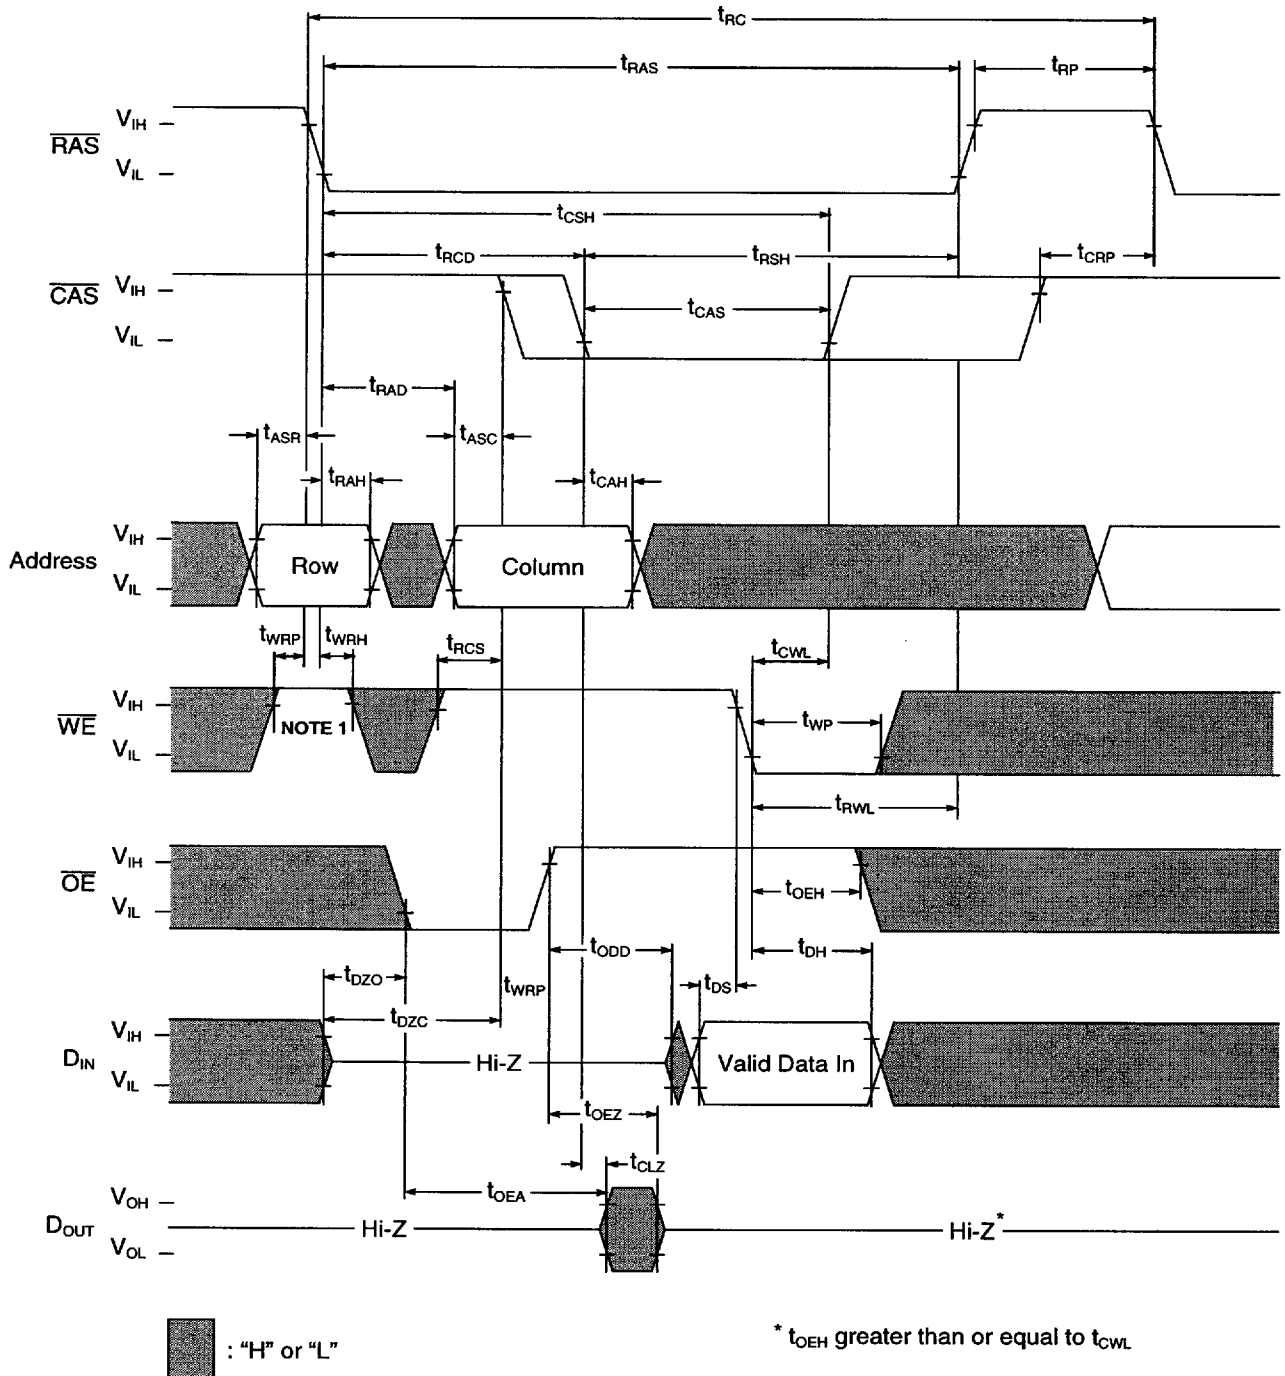 tRC
tRAS
tRP
RAS
VIH
VIL
tCSH
tRCD
tRSH
tCRP
CAS
VIH
VIL
tCAS
tRAD
tASR
tASC
tRAH
tCAH
Address
VIH
VIL
Row
Column
tWRP
tWRH
tRCS
tCWL
WE
VIH
VIL
NOTE 1
tWP
tRWL
OE
VIH
VIL
tOEH
tODD
tDH
tDZO
tWRP
tDS
tDZC
DIN
VIH
VIL
Hi-Z
Valid Data In
tOEZ
tCLZ
tOEA
DOUT
VOH
VOL
Hi-Z
Hi-Z*
: “H” or “L”
* tOEH greater than or equal to tCWL